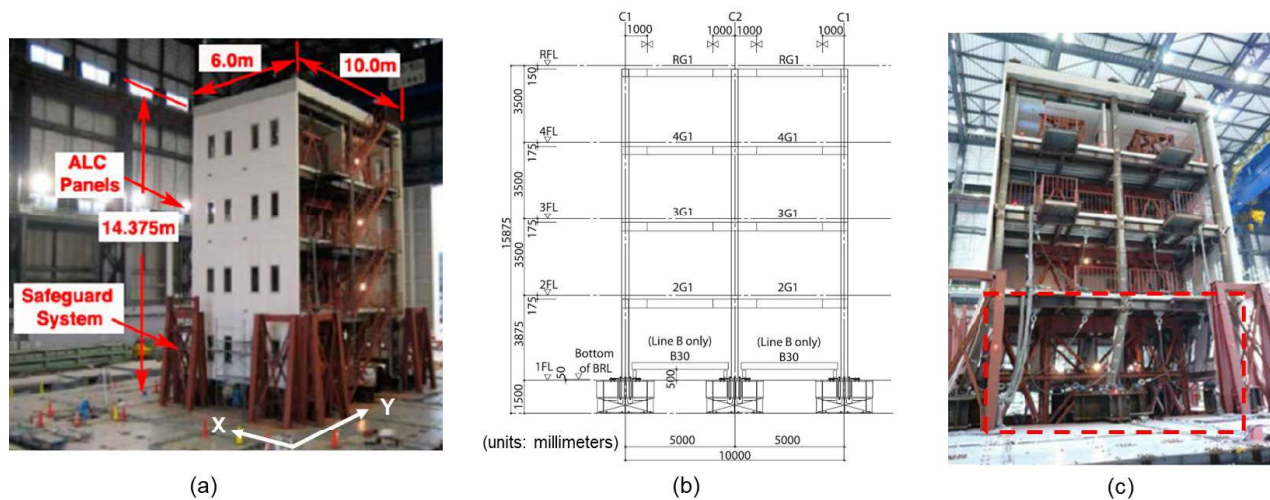 6.0m
10.0m
ALC
Panels
14.375m
Safeguard
System
X
Y
(a)
C1
C2
C1
1000
1000
1000
RFL
RG1
RG1
150
3500
4FL
4G1
4G1
175
3500
3FL
3G1
3G1
175
15875
3500
2FL
2G1
2G1
175
3875
(Line B only)
B30
(Line B only)
B30
Bottom
of BRL
1FL
50
500
1500
(units: millimeters)
5000
5000
10000
(b)
(c)